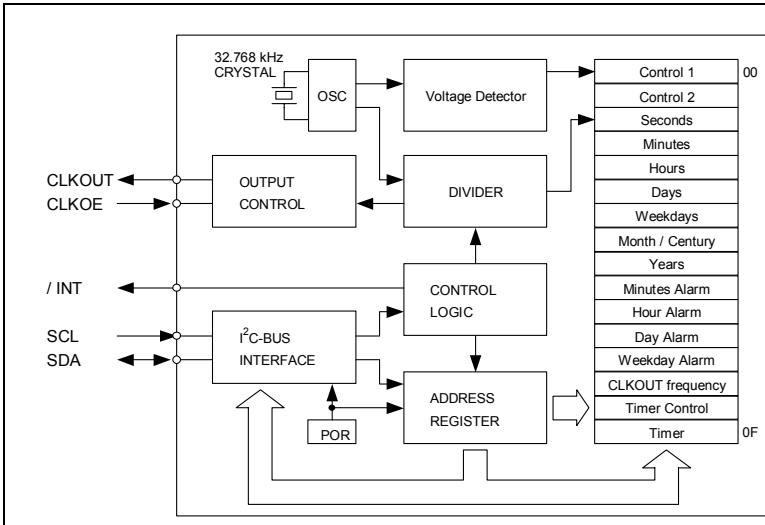 32.768 kHz
CRYSTAL
OSC
Voltage Detector
CLKOUT
CLKOE
OUTPUT
CONTROL
DIVIDER
/ INT
CONTROL
LOGIC
SCL
SDA
I²C-BUS
INTERFACE
ADDRESS
REGISTER
POR
Control 1 00
Control 2
Seconds
Minutes
Hours
Days
Weekdays
Month / Century
Years
Minutes Alarm
Hour Alarm
Day Alarm
Weekday Alarm
CLKOUT frequency
Timer Control
Timer 0F